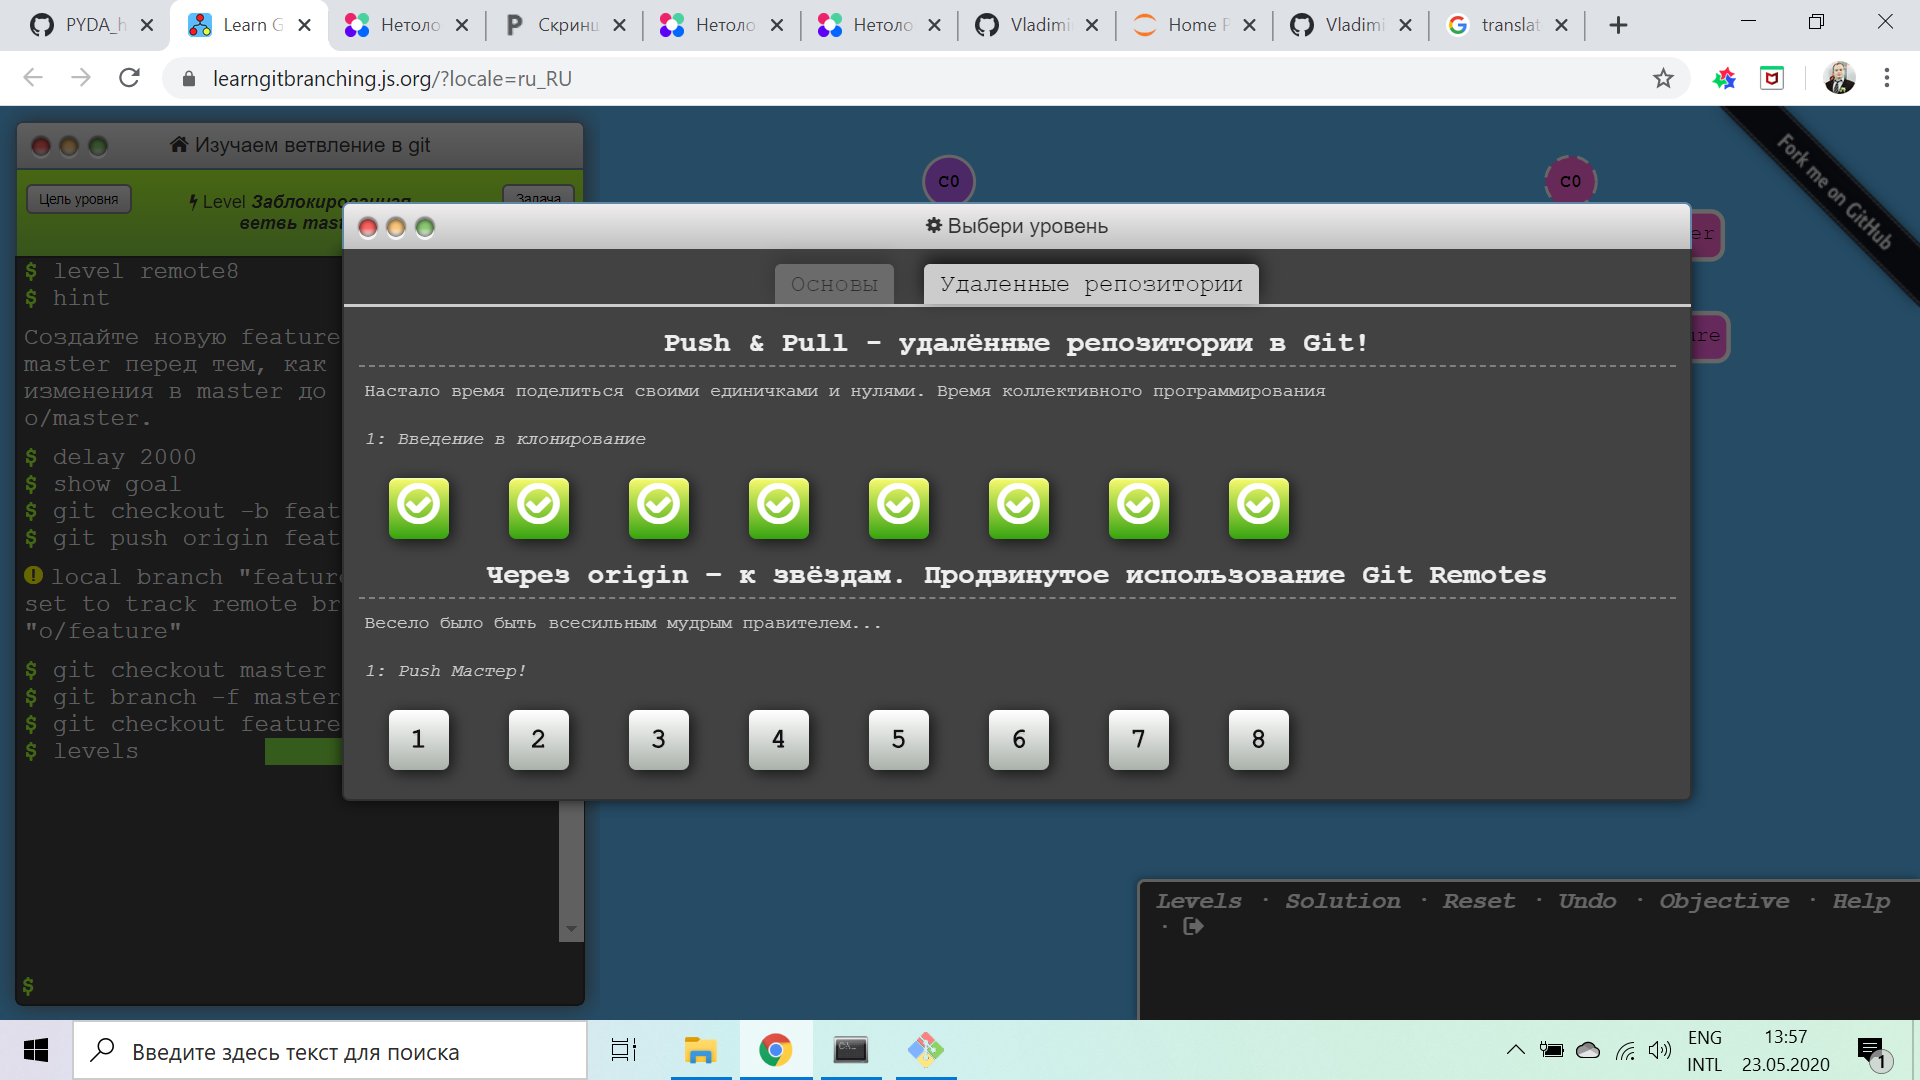 PYDA_h
Learn G
Нетоло
Скринш
Нетоло
Нетоло
Vladimi
Home P
Vladimi
translat
learngitbranching.js.org/?locale=ru_RU
Изучаем ветвление в git
Цель уровня
Level Заблокированная
ветвь mast
Задача
$ level remote8
$ hint
Создайте новую feature
master перед тем, как
изменения в master до
o/master.
$ delay 2000
$ show goal
$ git checkout -b feat
$ git push origin feat
local branch "feature
set to track remote br
"o/feature"
$ git checkout master
$ git branch -f master
$ git checkout feature
$ levels
$
C0
C0
er
ure
Fork me on GitHub
Выбери уровень
Основы
Удаленные репозитории
Push & Pull - удалённые репозитории в Git!
Настало время поделиться своими единичками и нулями. Время коллективного программирования
1: Введение в клонирование
Через origin – к звёздам. Продвинутое использование Git Remotes
Весело было быть всесильным мудрым правителем...
1: Push Мастер!
1 2 3 4 5 6 7 8
Levels · Solution · Reset · Undo · Objective · Help
·
Введите здесь текст для поиска
ENG
INTL
13:57
23.05.2020
1